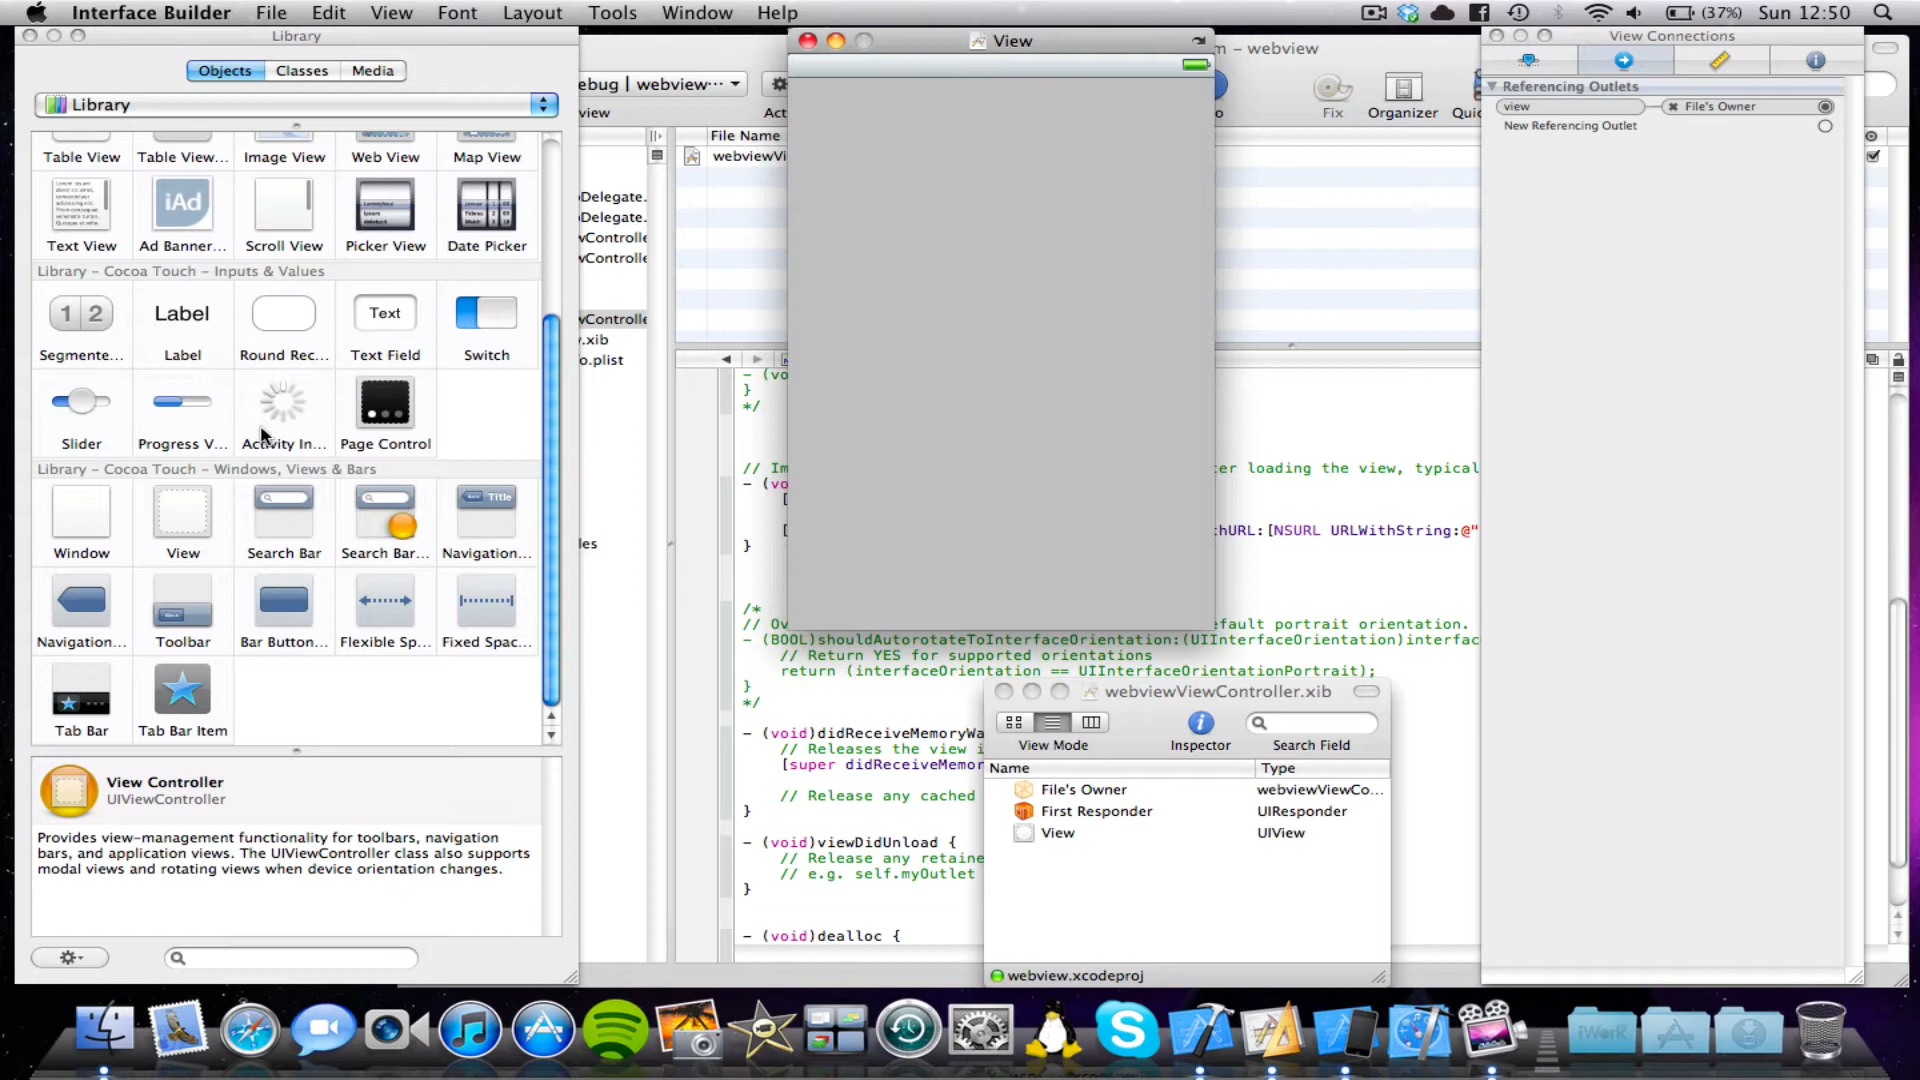 Interface Builder File Edit View Font Layout Tools Window Help
(37%) Sun 12:50
Library
Objects Classes Media
Library
Table View Table View... Image View Web View Map View
iAd
Text View Ad Banner... Scroll View Picker View Date Picker
Library – Cocoa Touch – Inputs & Values
1 2 Label Text
Segmente... Label Round Rec... Text Field Switch
Slider Progress V... Activity In... Page Control
Library – Cocoa Touch – Windows, Views & Bars
Title
Window View Search Bar Search Bar... Navigation...
Navigation... Toolbar Bar Button... Flexible Sp... Fixed Spac...
Tab Bar Tab Bar Item
View Controller
UIViewController
Provides view-management functionality for toolbars, navigation
bars, and application views. The UIViewController class also supports
modal views and rotating views when device orientation changes.
m – webview
ebug | webview···
view
Act
o
Fix Organizer Quic
File Name
webviewVi
Delegate.
Delegate.
vControlle
vControlle
vControlle
v.xib
o.plist
les
View
- (vo
}
*/
// Im
er loading the view, typical
- (vo
[
[
hURL:[NSURL URLWithString:@"
}
/*
// Ov
efault portrait orientation.
- (BOOL)shouldAutorotateToInterfaceOrientation:(UIInterfaceOrientation)interfac
// Return YES for supported orientations
return (interfaceOrientation == UIInterfaceOrientationPortrait);
}
*/
- (void)didReceiveMemoryWa
// Releases the view i
[super didReceiveMemor
// Release any cached
}
- (void)viewDidUnload {
// Release any retaine
// e.g. self.myOutlet
}
- (void)dealloc {
webviewViewController.xib
View Mode Inspector Search Field
Name Type
File's Owner webviewViewCo...
First Responder UIResponder
View UIView
webview.xcodeproj
View Connections
Referencing Outlets
view File's Owner
New Referencing Outlet
iWork